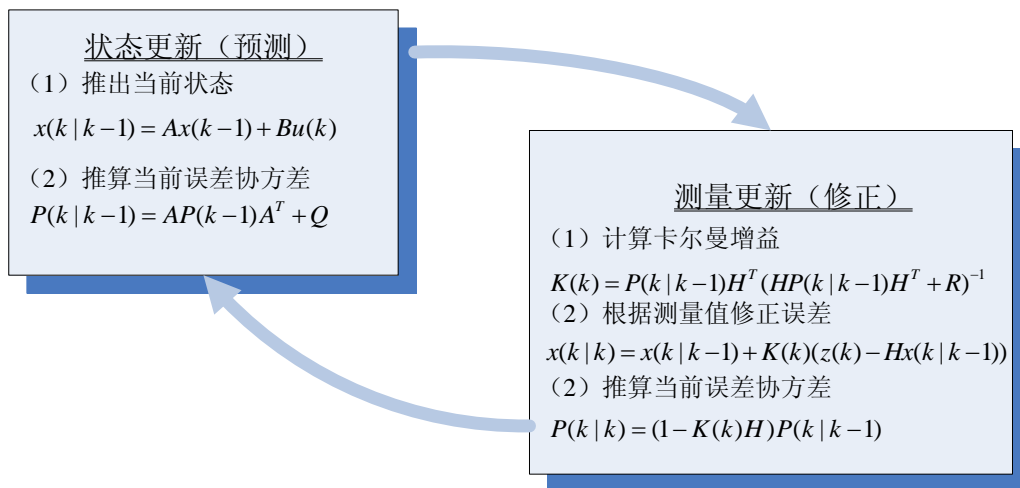 状态更新（预测）
（1）推出当前状态
x(k | k−1) = Ax(k−1) + Bu(k)
（2）推算当前误差协方差
P(k | k−1) = AP(k−1)A^T + Q
测量更新（修正）
（1）计算卡尔曼增益
K(k) = P(k | k−1)H^T (HP(k | k−1)H^T + R)^−1
（2）根据测量值修正误差
x(k | k) = x(k | k−1) + K(k)(z(k) − Hx(k | k−1))
（2）推算当前误差协方差
P(k | k) = (1 − K(k)H)P(k | k−1)